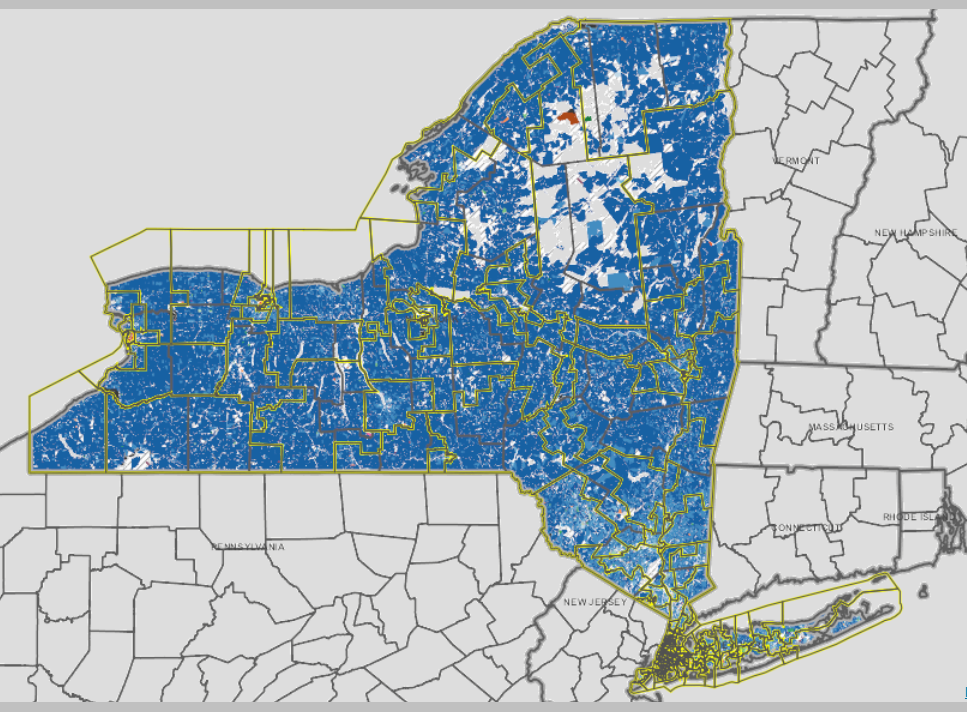 VERMONT
NEW HAMPSHIRE
MASSACHUSETTS
CONNECTICUT
RHODE ISLAND
PENNSYLVANIA
NEW JERSEY